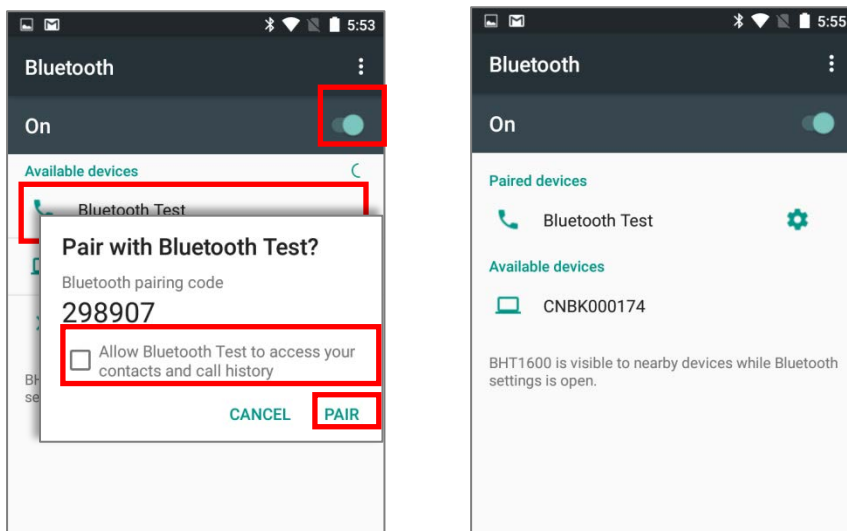 5:53
Bluetooth
On
Available devices
Bluetooth Test
Pair with Bluetooth Test?
Bluetooth pairing code
298907
Allow Bluetooth Test to access your
contacts and call history
BH
se
CANCEL PAIR
5:55
Bluetooth
On
Paired devices
Bluetooth Test
Available devices
CNBK000174
BHT1600 is visible to nearby devices while Bluetooth
settings is open.